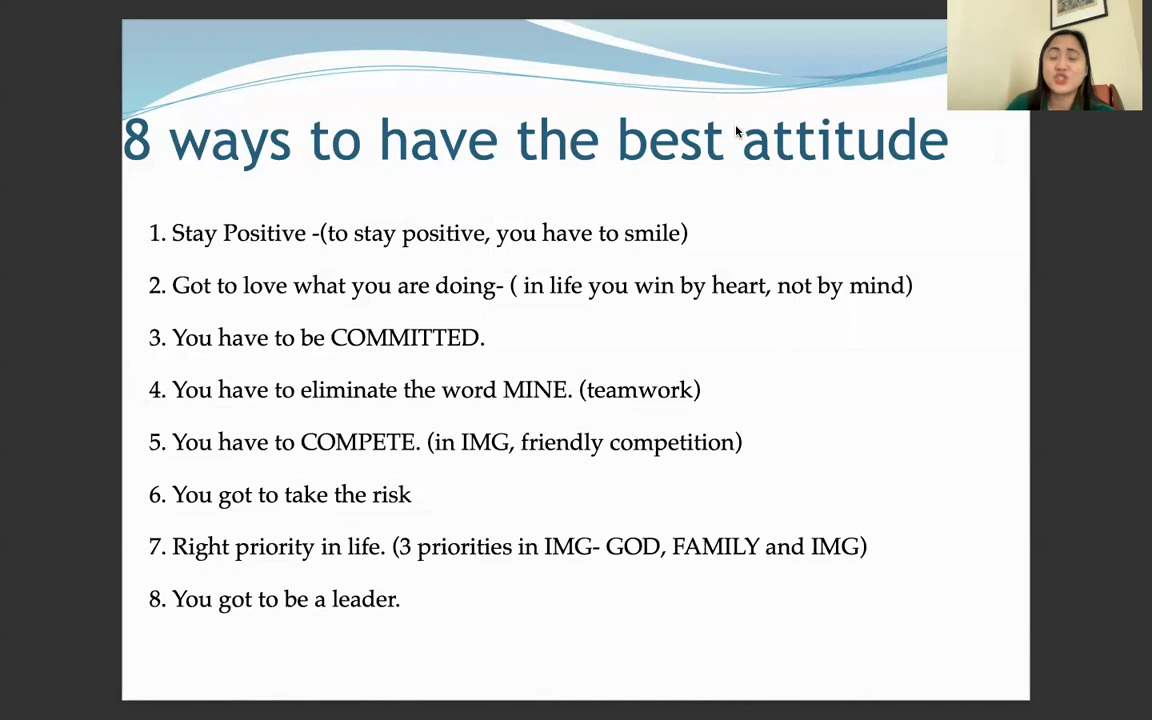 8 ways to have the best attitude
1. Stay Positive -(to stay positive, you have to smile)
2. Got to love what you are doing- ( in life you win by heart, not by mind)
3. You have to be COMMITTED.
4. You have to eliminate the word MINE. (teamwork)
5. You have to COMPETE. (in IMG, friendly competition)
6. You got to take the risk
7. Right priority in life. (3 priorities in IMG- GOD, FAMILY and IMG)
8. You got to be a leader.